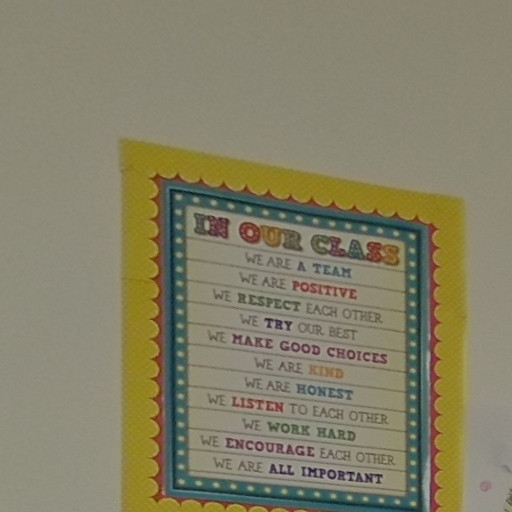 IN OUR CLASS
WE ARE A TEAM
WE ARE POSITIVE
WE RESPECT EACH OTHER
WE TRY OUR BEST
WE MAKE GOOD CHOICES
WE ARE KIND
WE ARE HONEST
WE LISTEN TO EACH OTHER
WE WORK HARD
WE ENCOURAGE EACH OTHER
WE ARE ALL IMPORTANT